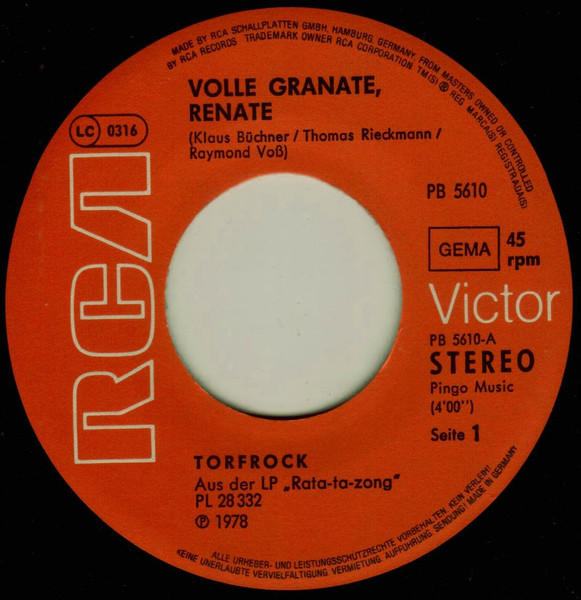 MADE BY RCA SCHALLPLATTEN GMBH, HAMBURG, GERMANY, FROM MASTERS OWNED OR CONTROLLED
BY RCA RECORDS TRADEMARK OWNER RCA CORPORATION TM(S) ® REG MARCA(S) REGISTRADA(S)
VOLLE GRANATE,
RENATE
(Klaus Büchner / Thomas Rieckmann /
Raymond Voß)
LC 0316
RCA
PB 5610
GEMA
45
rpm
Victor
PB 5610-A
STEREO
Pingo Music
(4'00")
Seite 1
TORFROCK
Aus der LP „Rata-ta-zong"
PL 28 332
℗ 1978
ALLE URHEBER- UND LEISTUNGSSCHUTZRECHTE VORBEHALTEN. KEIN VERLEIH!
KEINE UNERLAUBTE VERVIELFÄLTIGUNG, VERMIETUNG, AUFFÜHRUNG, SENDUNG! MADE IN GERMANY